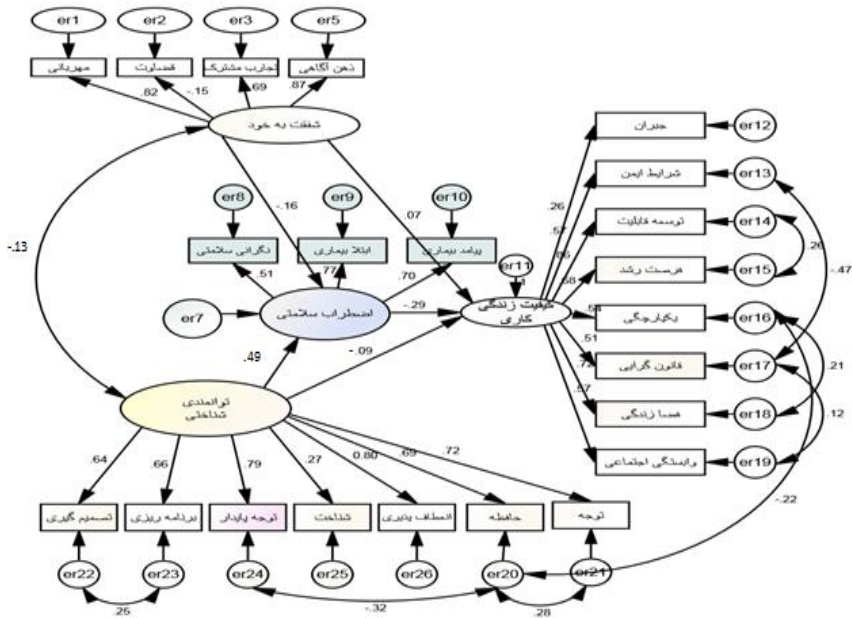 er1 er2 er3 er5
مهربانی قضاوت تجارب مشترک ذهن آگاهی
.82 -.15 .69 .87
شفقت به خود
جبران er12
شرایط ایمن er13
توسعه قابلیت er14
فرصت رشد er15
یکپارچگی er16
قانون گرایی er17
فضا زندگی er18
وابستگی اجتماعی er19
.26 -.47
.21
.12
-.22
er8 er9 er10
نگرانی سلامتی ابتلا بیماری پیامد بیماری
-.16 .07
.51 .77 .70
er11
er7
اضطراب سلامتی
-.29
کیفیت زندگی
کاری
.26
.58
.51
.57
-.13
.49 -.09
توانمندی
شناختی
.64 .66 .79 .27 0.80 .69 .72
تصمیم گیری برنامه ریزی توجه پایدار شناخت انعطاف پذیری حافظه توجه
er22 er23 er24 er25 er26 er20 er21
.25 -.32 .28